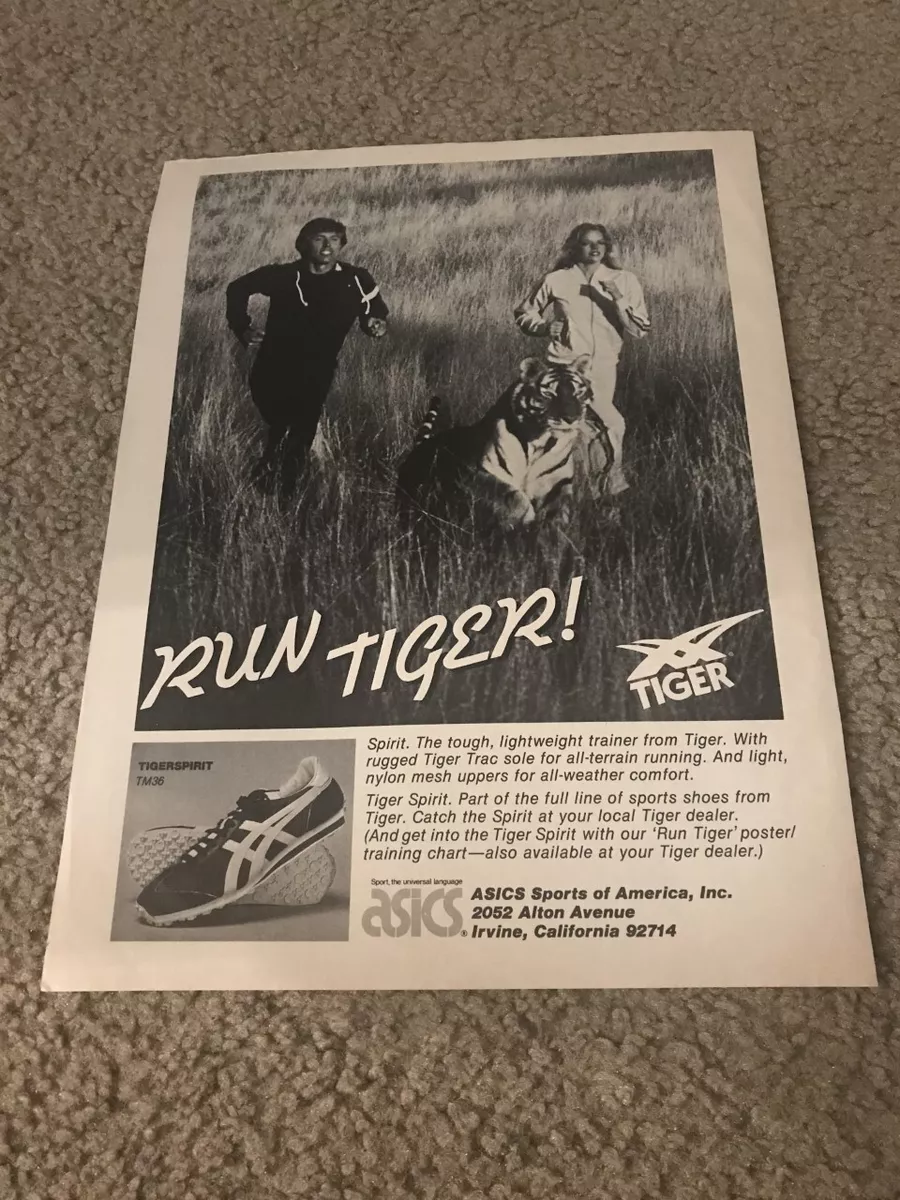 RUN TIGER!
TIGER®
TIGERSPIRIT
TM36
Spirit. The tough, lightweight trainer from Tiger. With
rugged Tiger Trac sole for all-terrain running. And light,
nylon mesh uppers for all-weather comfort.
Tiger Spirit. Part of the full line of sports shoes from
Tiger. Catch the Spirit at your local Tiger dealer.
(And get into the Tiger Spirit with our ‘Run Tiger’ poster/
training chart—also available at your Tiger dealer.)
Sport, the universal language
asics®
ASICS Sports of America, Inc.
2052 Alton Avenue
Irvine, California 92714